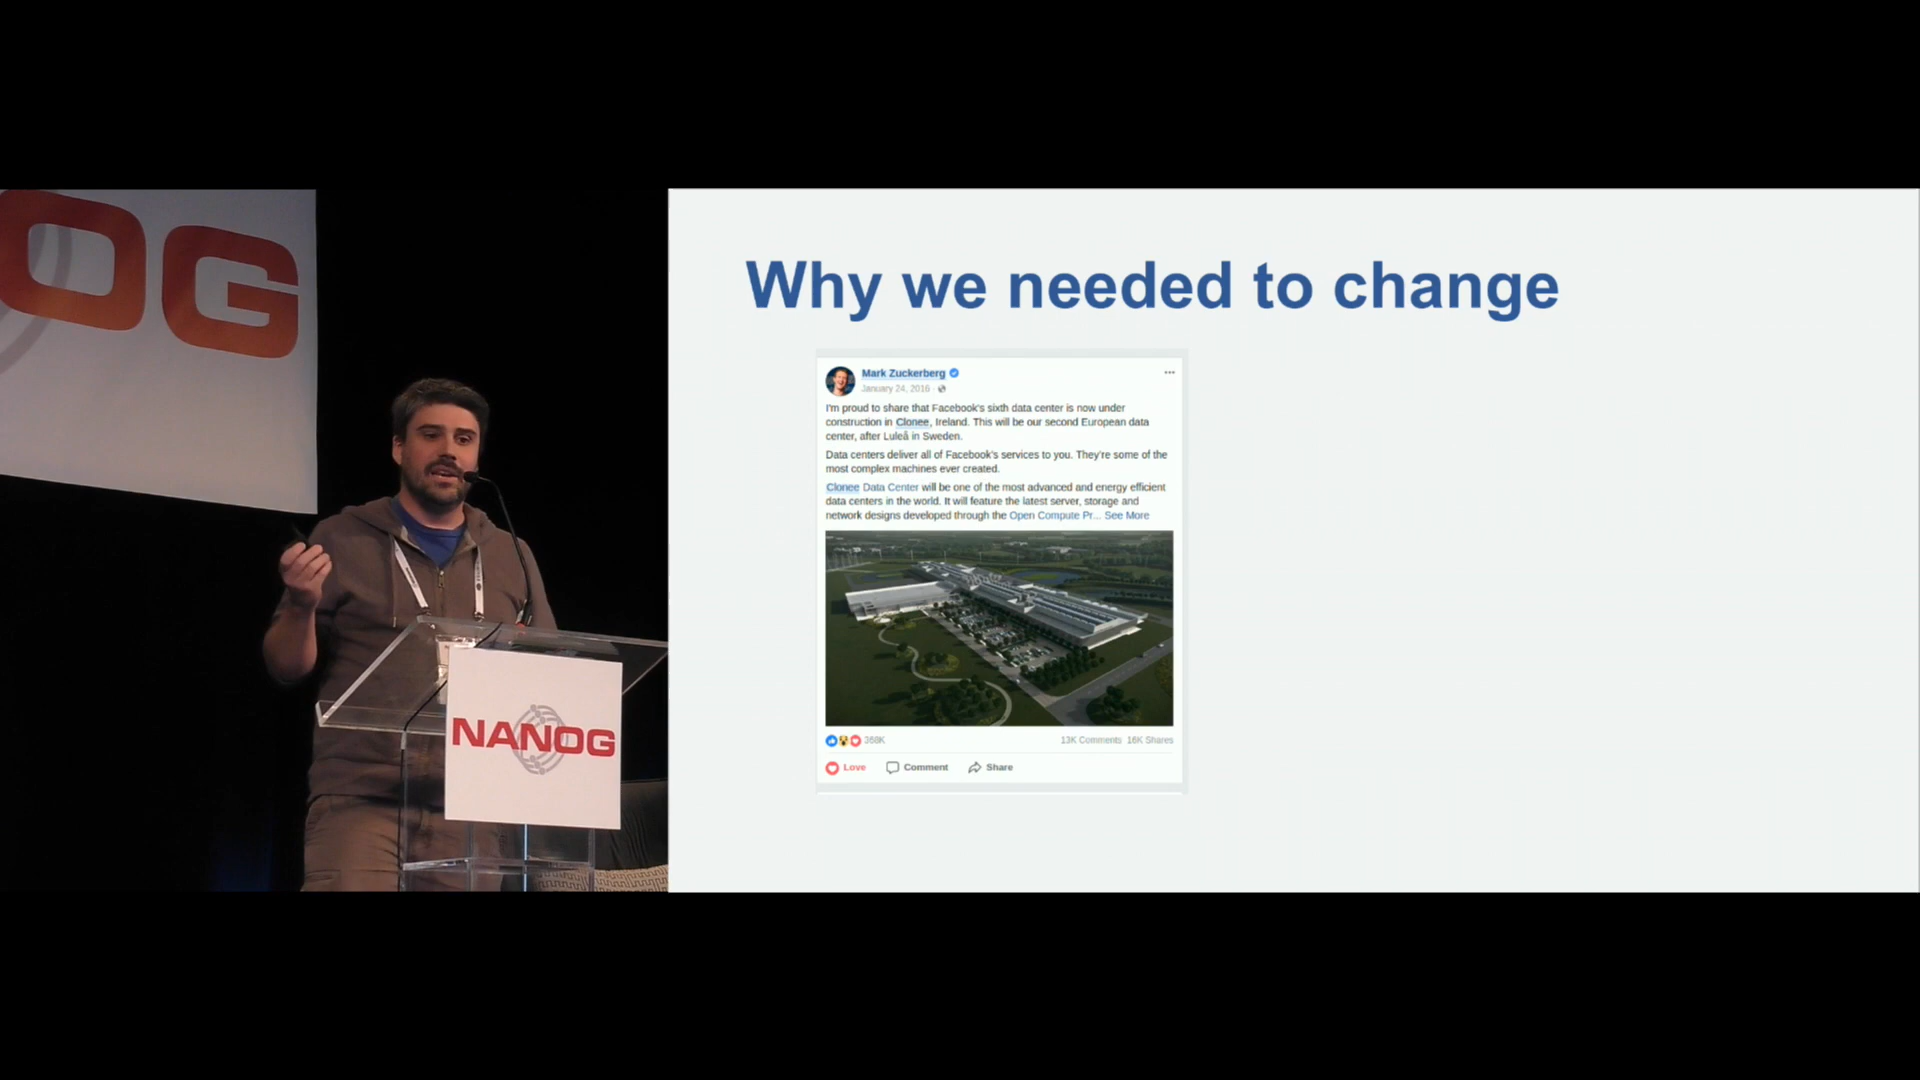 OG
NANOG
Why we needed to change
Mark Zuckerberg
January 24, 2016 ·
I'm proud to share that Facebook's sixth data center is now under
construction in Clonee, Ireland. This will be our second European data
center, after Luleå in Sweden.
Data centers deliver all of Facebook's services to you. They're some of the
most complex machines ever created.
Clonee Data Center will be one of the most advanced and energy efficient
data centers in the world. It will feature the latest server, storage and
network designs developed through the Open Compute Pr... See More
368K
13K Comments 16K Shares
Love Comment Share